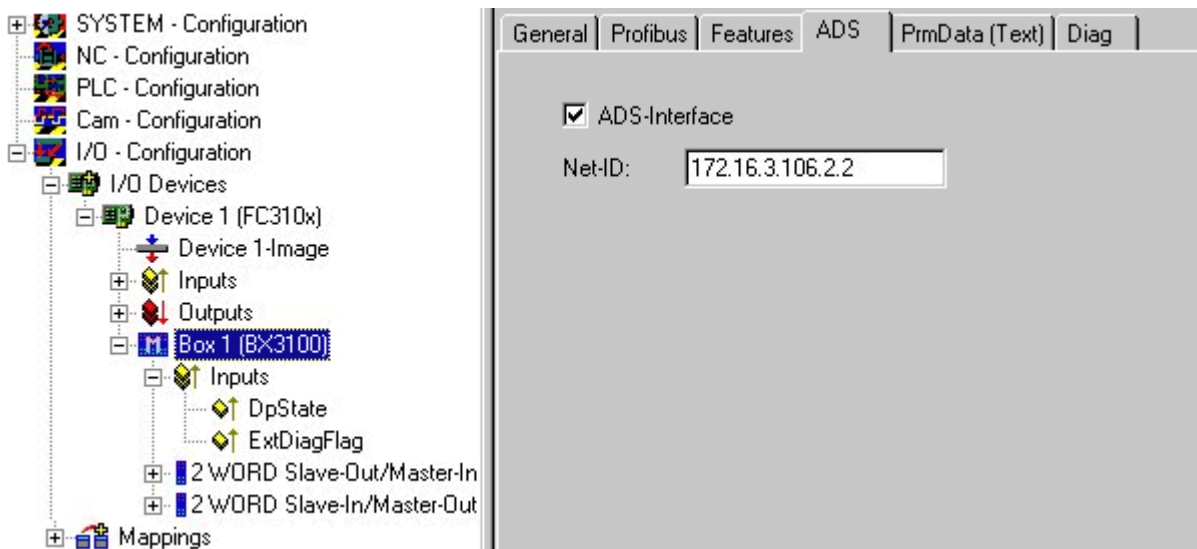 SYSTEM - Configuration
NC - Configuration
PLC - Configuration
Cam - Configuration
I/O - Configuration
I/O Devices
Device 1 (FC310x)
Device 1-Image
Inputs
Outputs
Box 1 (BX3100)
Inputs
DpState
ExtDiagFlag
2 WORD Slave-Out/Master-In
2 WORD Slave-In/Master-Out
Mappings
General Profibus Features ADS PrmData (Text) Diag
ADS-Interface
Net-ID: 172.16.3.106.2.2